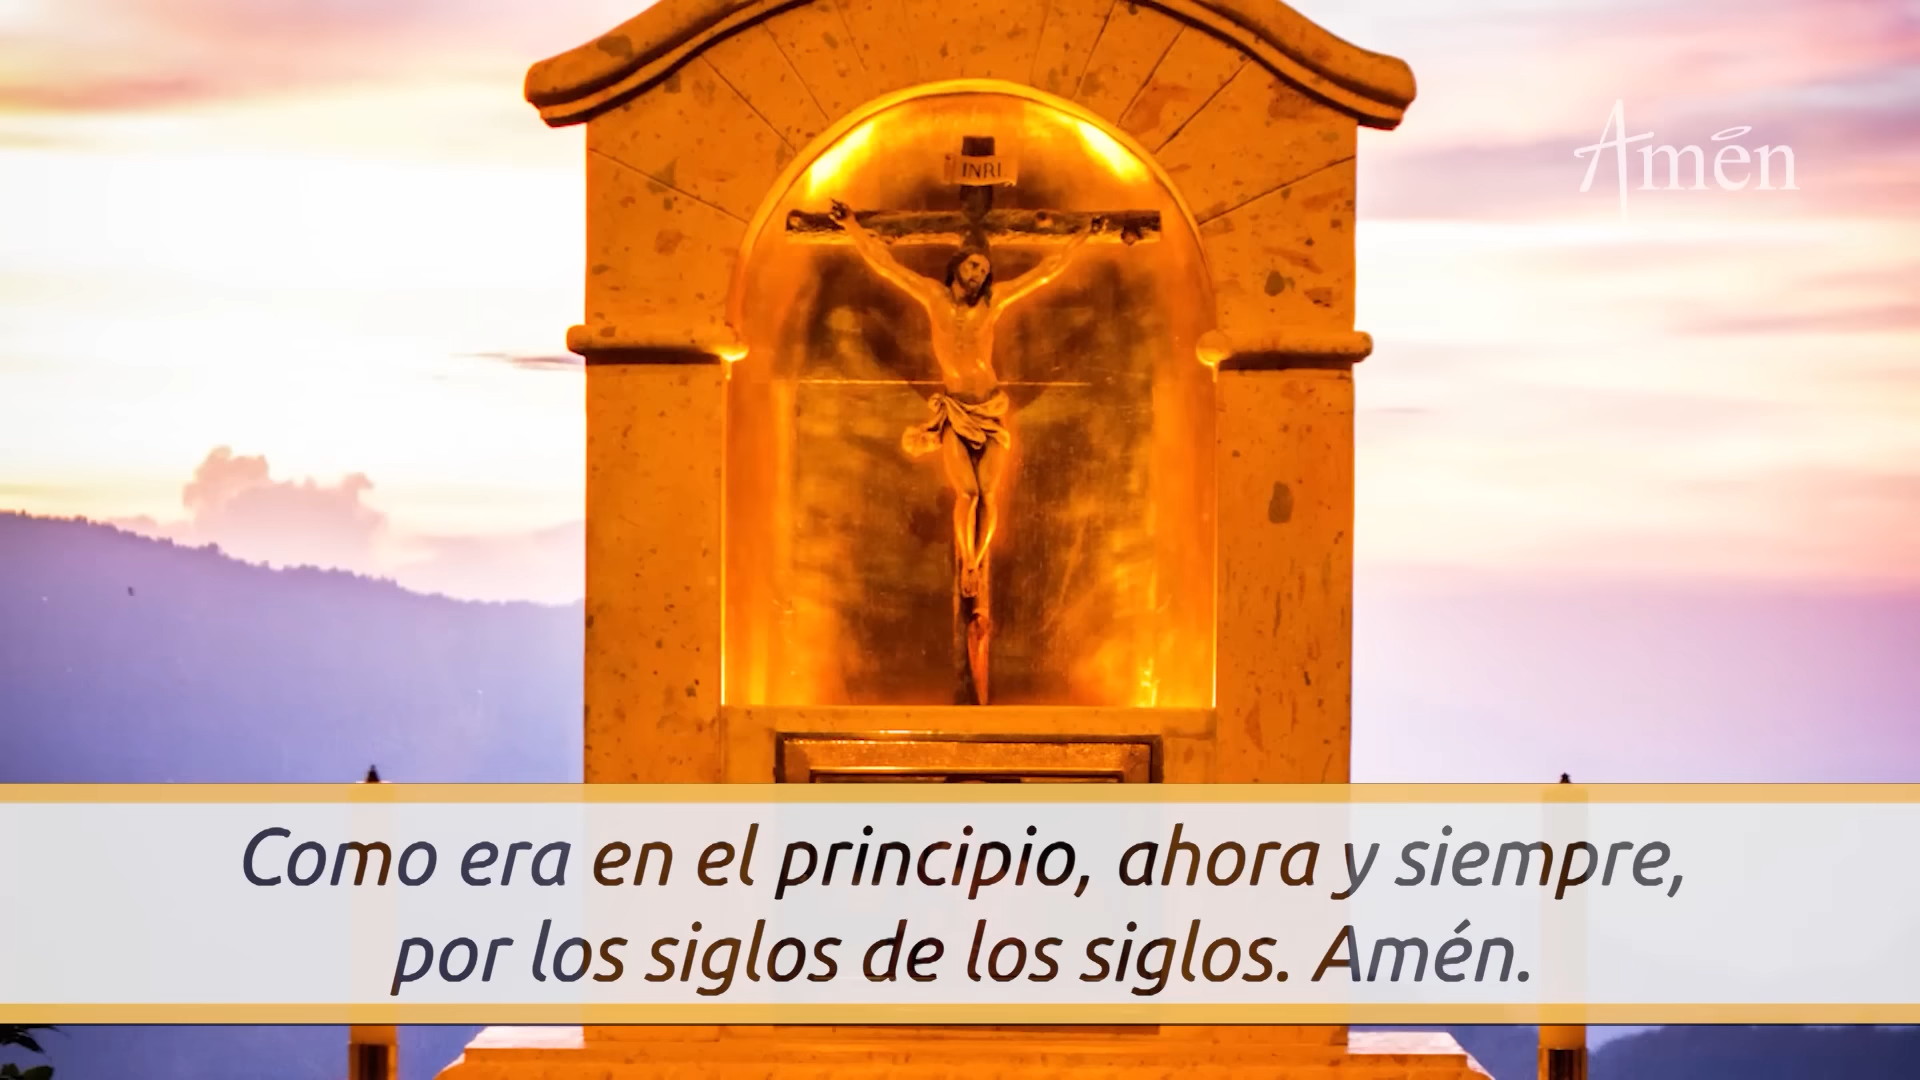 INRI
Amén
Como era en el principio, ahora y siempre,
por los siglos de los siglos. Amén.